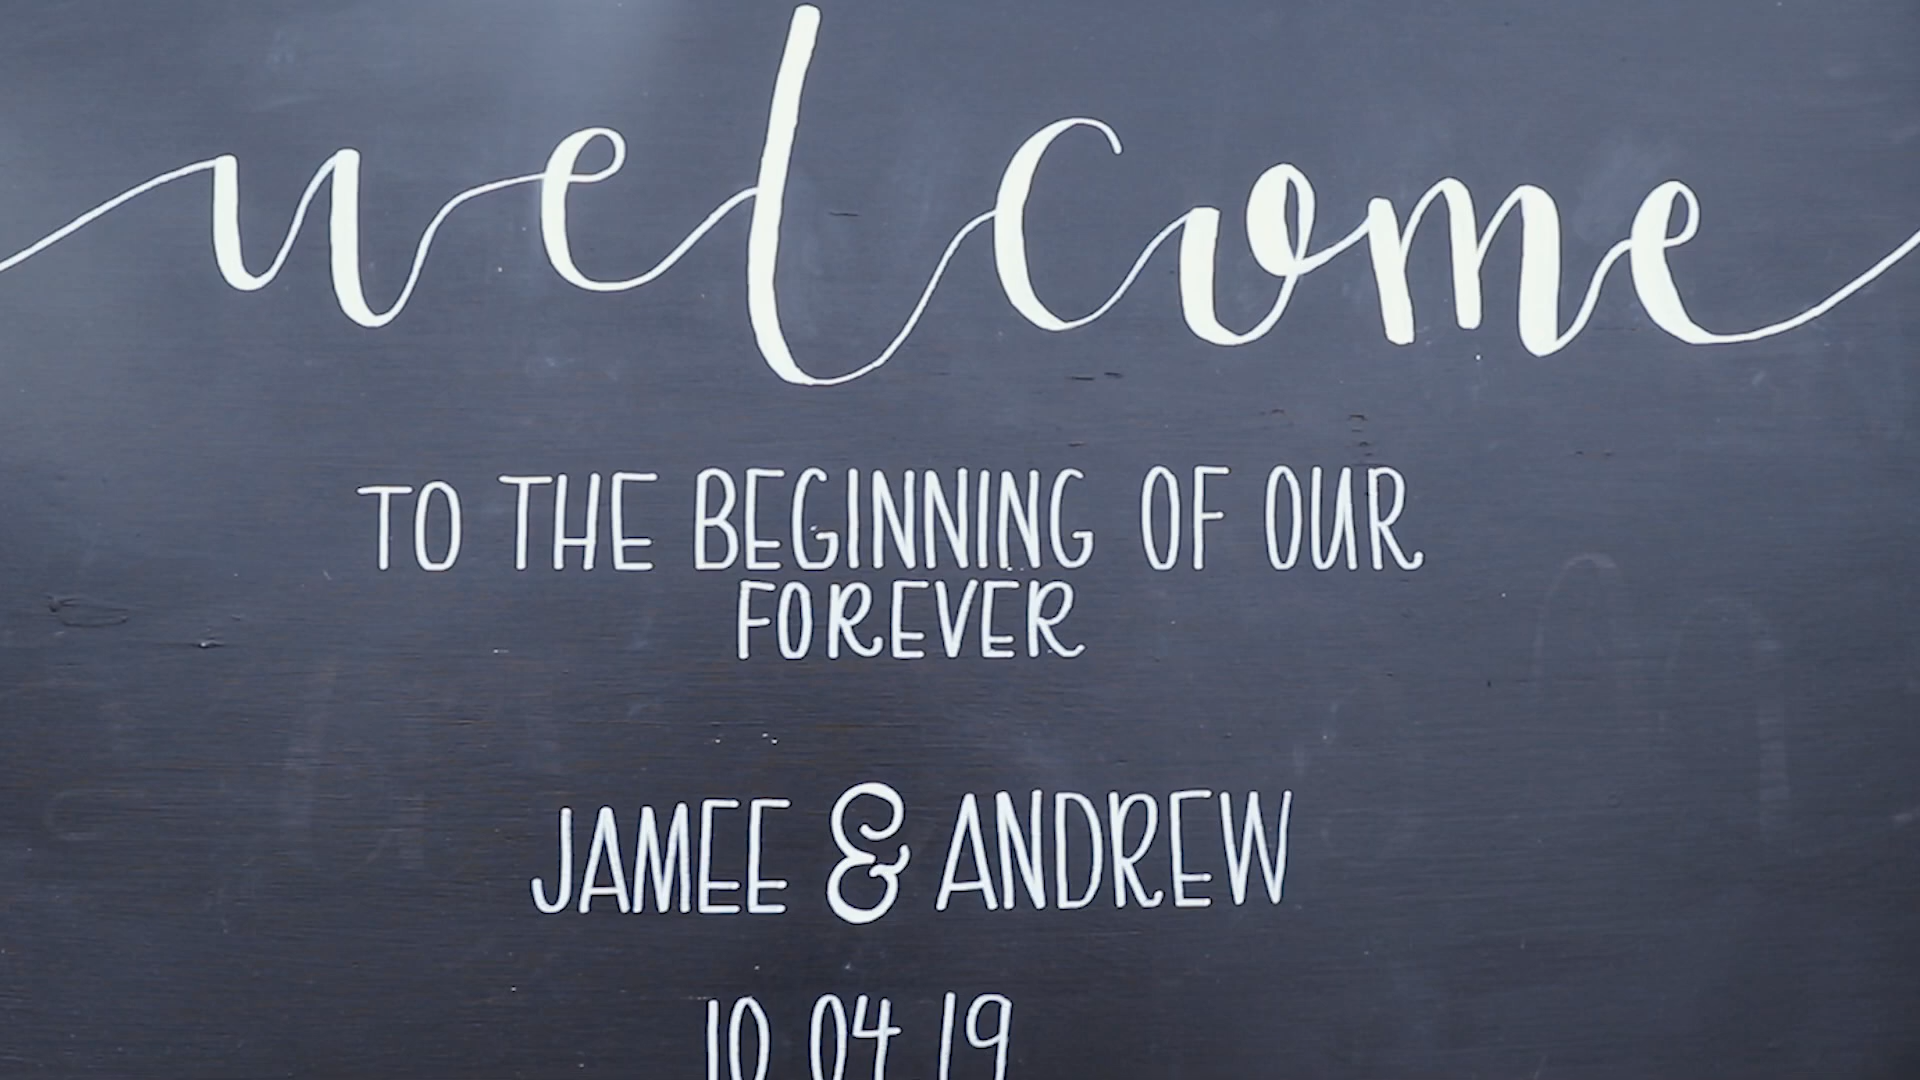 welcome
TO THE BEGINNING OF OUR
FOREVER
JAMEE & ANDREW
10 04 19